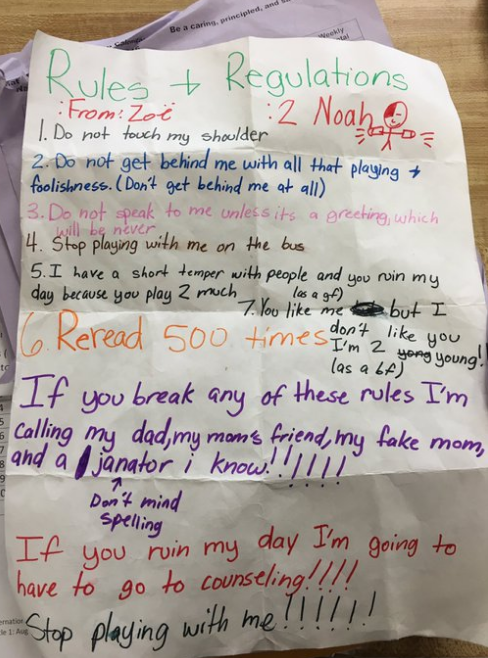 Be a caring, principled, and
Weekly
Rules + Regulations
:From: Zoë :2 Noah
1. Do not touch my shoulder
2. Do not get behind me with all that playing +
foolishness. (Don't get behind me at all)
3. Do not speak to me unless its a greeting, which
will be never
4. Stop playing with me on the bus
5. I have a short temper with people and you ruin my
day because you play 2 much
(as a gf)
7. You like me but I
don't like you
I'm 2 yong young!
(as a bf)
6. Reread 500 times
If you break any of these rules I'm
calling my dad, my mom's friend, my fake mom,
and a janator i know!!!!!!
Don't mind
spelling
If you ruin my day I'm going to
have to go to counseling!!!!
Stop playing with me!!!!!!